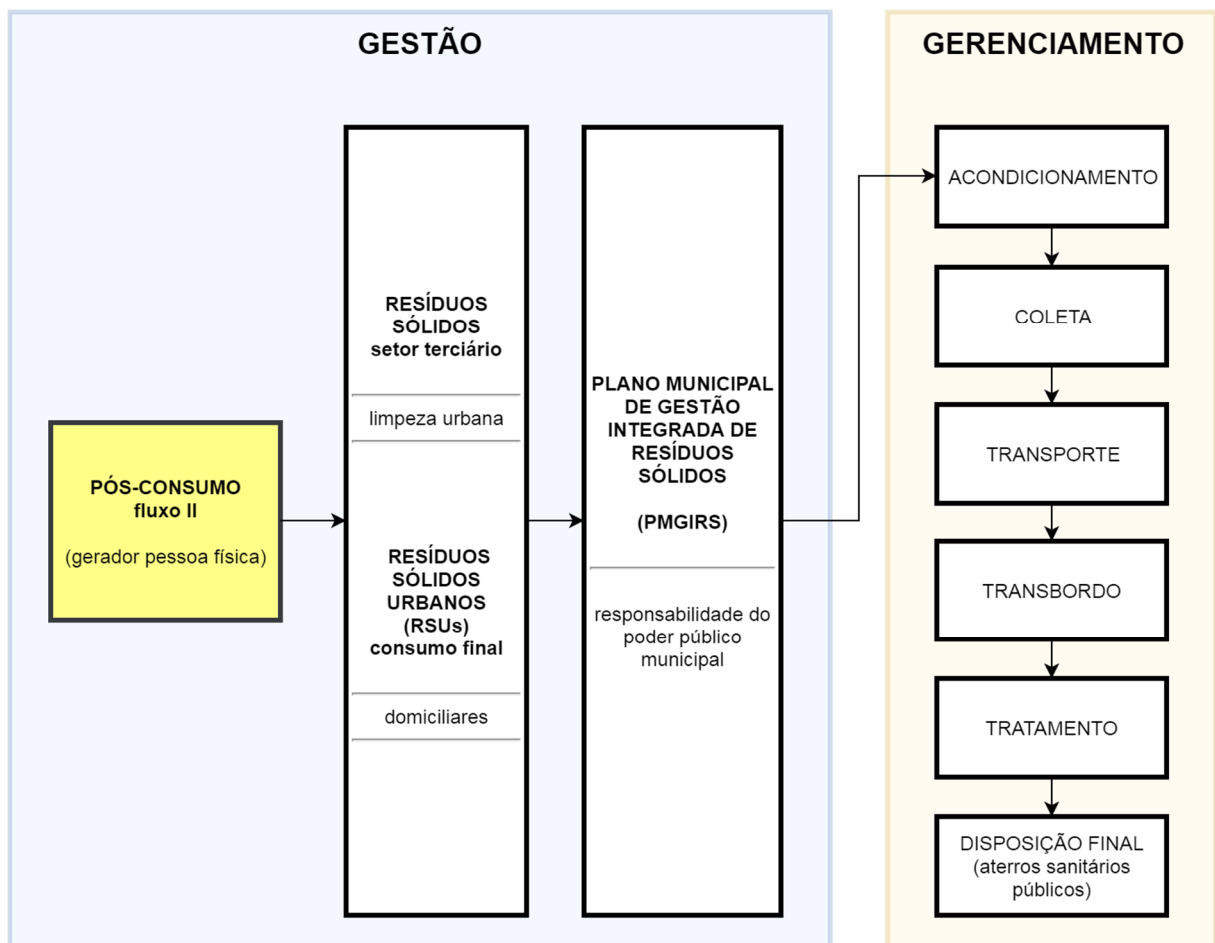 GESTÃO
PÓS-CONSUMO
fluxo II
(gerador pessoa física)
RESÍDUOS
SÓLIDOS
setor terciário
limpeza urbana
RESÍDUOS
SÓLIDOS
URBANOS
(RSUs)
consumo final
domiciliares
PLANO MUNICIPAL
DE GESTÃO
INTEGRADA DE
RESÍDUOS
SÓLIDOS
(PMGIRS)
responsabilidade do
poder público
municipal
GERENCIAMENTO
ACONDICIONAMENTO
COLETA
TRANSPORTE
TRANSBORDO
TRATAMENTO
DISPOSIÇÃO FINAL
(aterros sanitários
públicos)